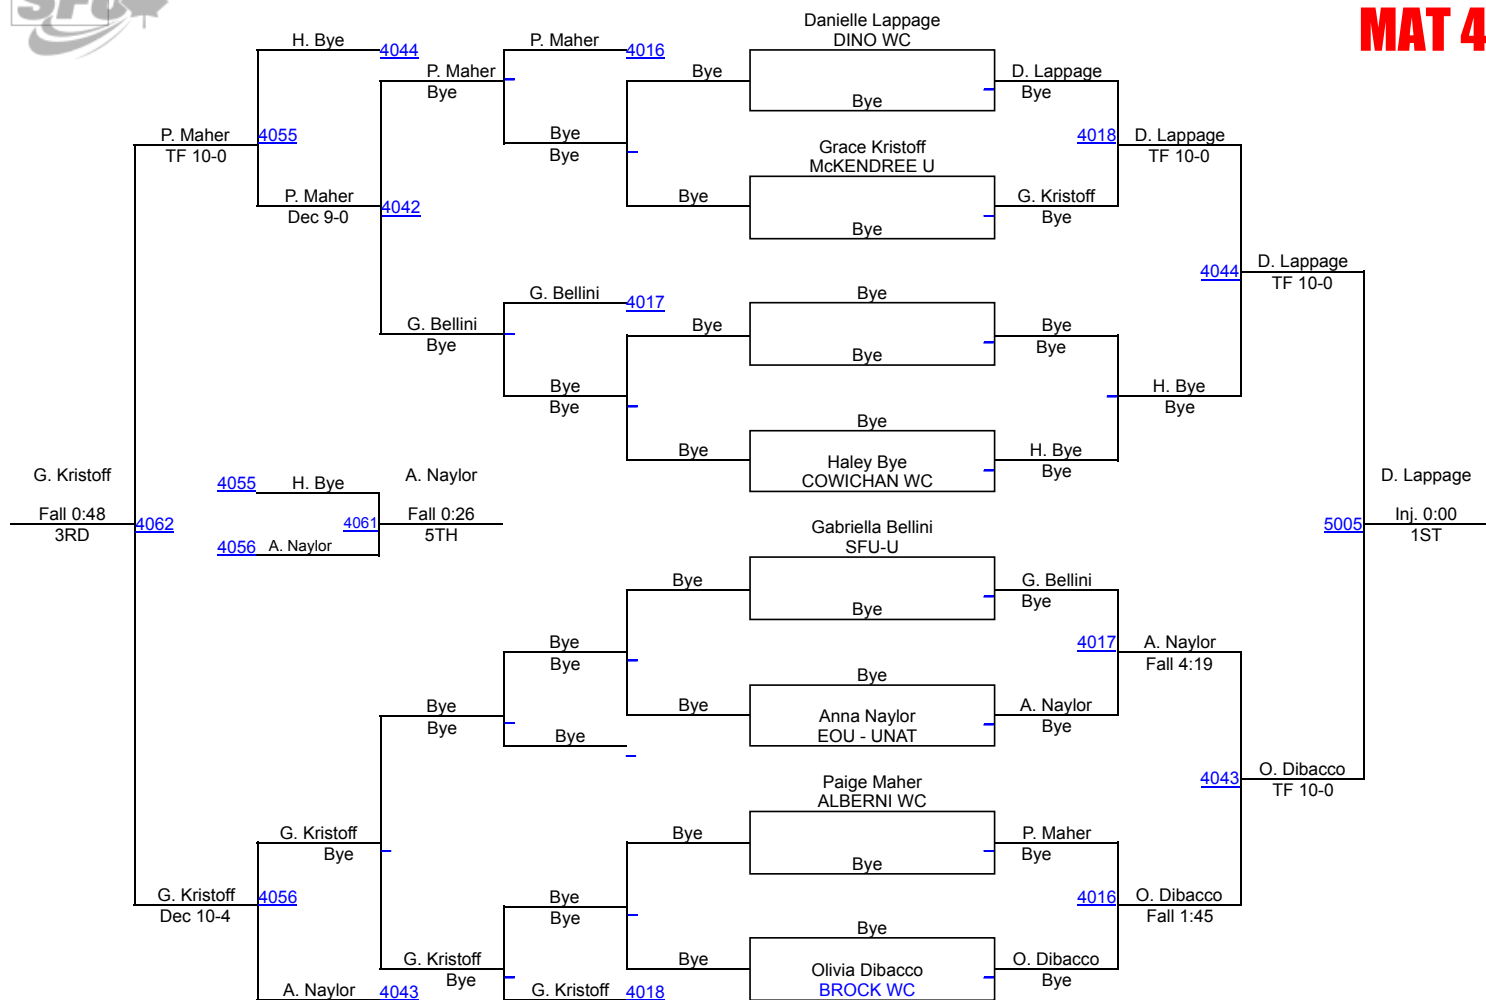 SFU
MAT 4
Danielle Lappage
DINO WC
H. Bye
4044
P. Maher
4016
P. Maher
Bye
Bye
Bye
D. Lappage
Bye
P. Maher
TF 10-0
4055
Bye
Bye
Grace Kristoff
McKENDREE U
4018
D. Lappage
TF 10-0
P. Maher
Dec 9-0
4042
Bye
Bye
G. Kristoff
Bye
4044
D. Lappage
TF 10-0
G. Bellini
4017
G. Bellini
Bye
Bye
Bye
Bye
Bye
Bye
Bye
Bye
H. Bye
Bye
Bye
Bye
Haley Bye
COWICHAN WC
H. Bye
Bye
G. Kristoff
Fall 0:48
3RD
4062
4055
H. Bye
4056
A. Naylor
4061
A. Naylor
Fall 0:26
5TH
D. Lappage
5005
Inj. 0:00
1ST
Gabriella Bellini
SFU-U
Bye
Bye
G. Bellini
Bye
Bye
Bye
4017
A. Naylor
Fall 4:19
Bye
Bye
Bye
Bye
Bye
Anna Naylor
EOU - UNAT
A. Naylor
Bye
4043
O. Dibacco
TF 10-0
Paige Maher
ALBERNI WC
G. Kristoff
Bye
Bye
Bye
P. Maher
Bye
G. Kristoff
Dec 10-4
4056
Bye
Bye
4016
O. Dibacco
Fall 1:45
G. Kristoff
Bye
Bye
Bye
Olivia Dibacco
BROCK WC
O. Dibacco
Bye
A. Naylor
4043
G. Kristoff
4018